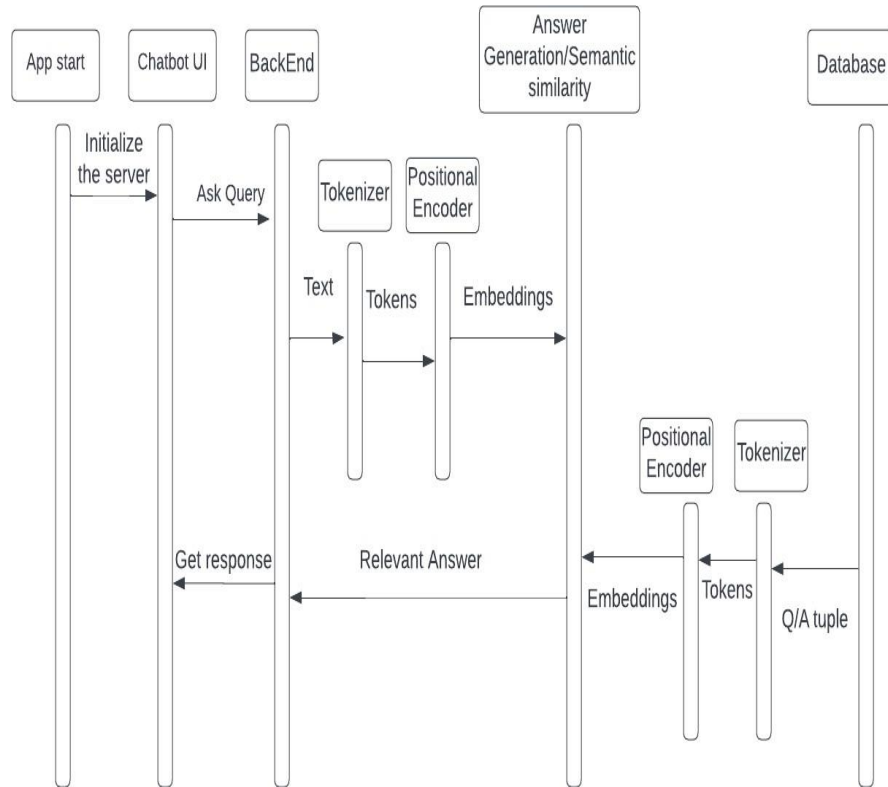 App start
Chatbot UI
BackEnd
Answer
Generation/Semantic
similarity
Database
Initialize
the server
Ask Query
Tokenizer
Positional
Encoder
Text
Tokens
Embeddings
Positional
Encoder
Tokenizer
Get response
Relevant Answer
Embeddings
Tokens
Q/A tuple